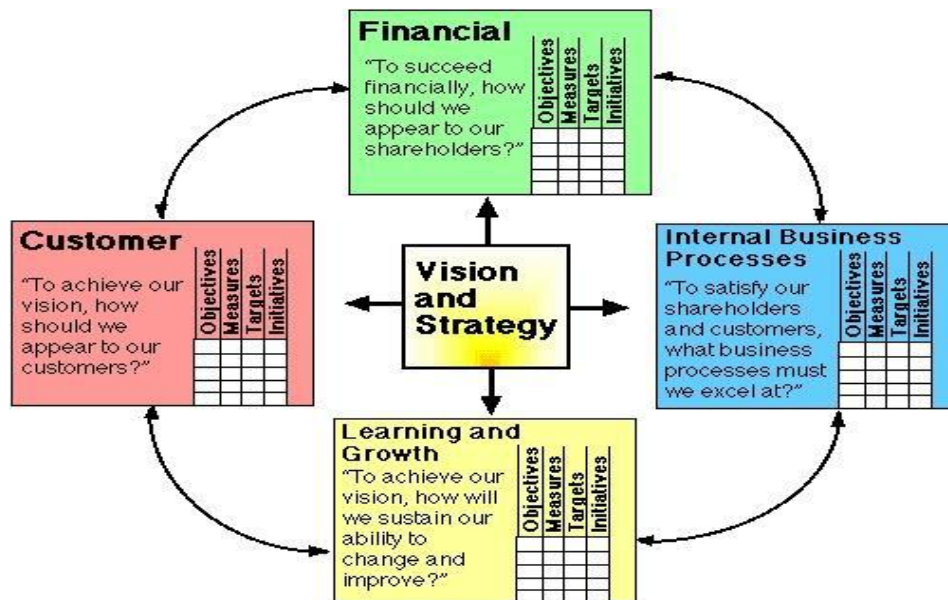 Financial
“To succeed
financially, how
should we
appear to our
shareholders?”
Objectives
Measures
Targets
Initiatives
Customer
“To achieve our
vision, how
should we
appear to our
customers?”
Objectives
Measures
Targets
Initiatives
Vision
and
Strategy
Internal Business
Processes
“To satisfy our
shareholders
and customers,
what business
processes must
we excel at?”
Objectives
Measures
Targets
Initiatives
Learning and
Growth
“To achieve our
vision, how will
we sustain our
ability to
change and
improve?”
Objectives
Measures
Targets
Initiatives